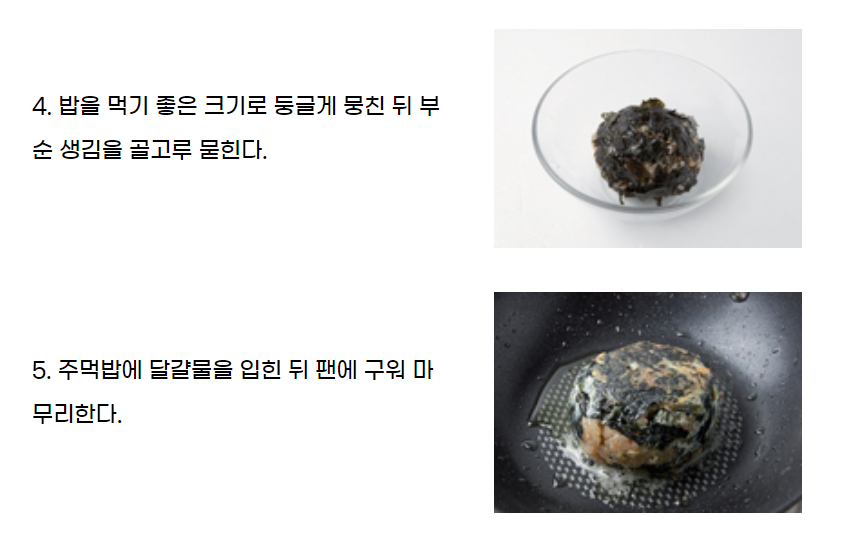 4. 밥을 먹기 좋은 크기로 둥글게 뭉친 뒤 부
순 생김을 골고루 묻힌다.
5. 주먹밥에 달걀물을 입힌 뒤 팬에 구워 마
무리한다.